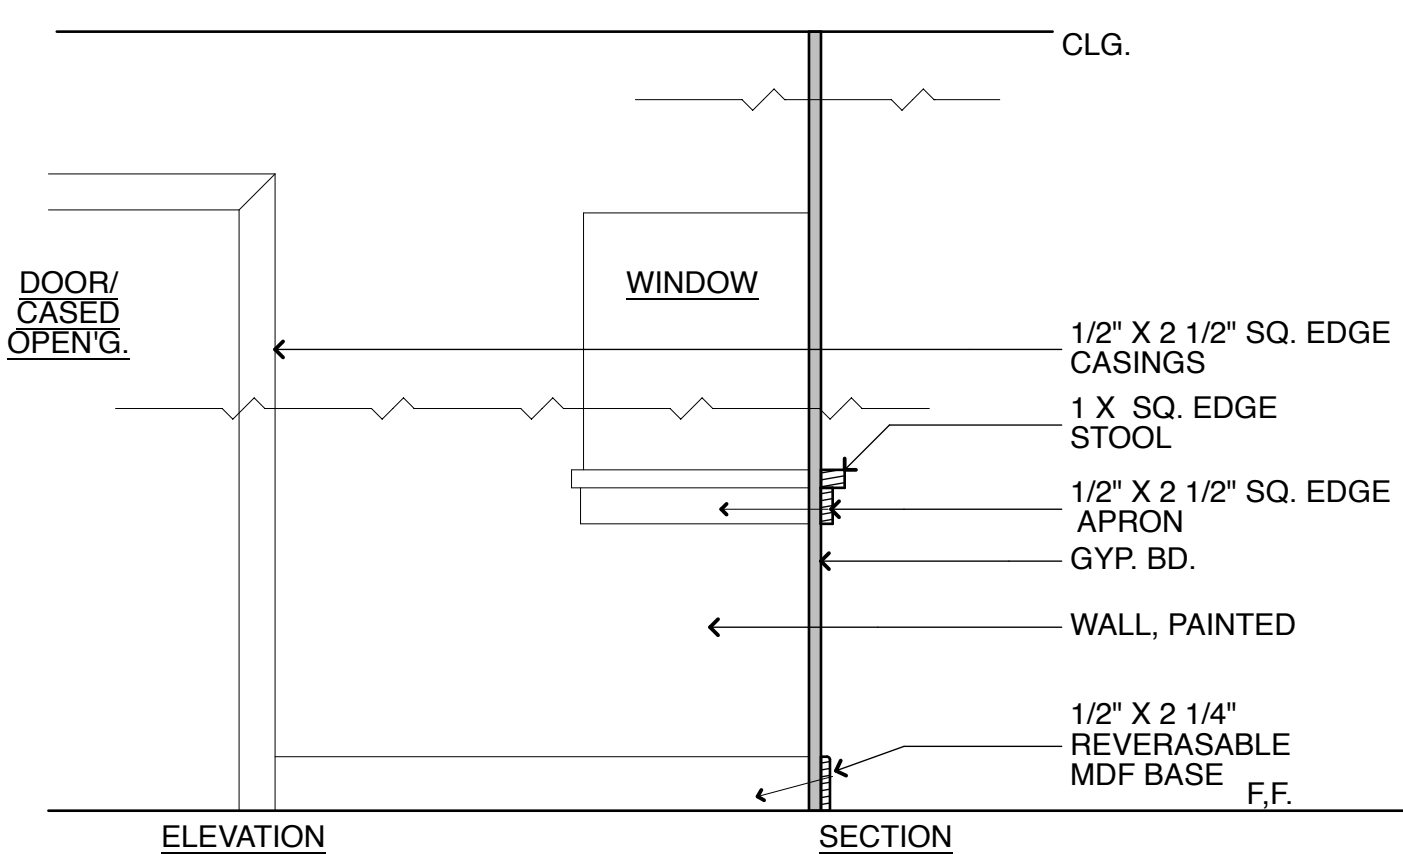 CLG.
DOOR/
CASED
OPEN'G.
WINDOW
1/2" X 2 1/2" SQ. EDGE
CASINGS
1 X  SQ. EDGE
STOOL
1/2" X 2 1/2" SQ. EDGE
APRON
GYP. BD.
WALL, PAINTED
1/2" X 2 1/4"
REVERASABLE
MDF BASE
F,F.
ELEVATION
SECTION